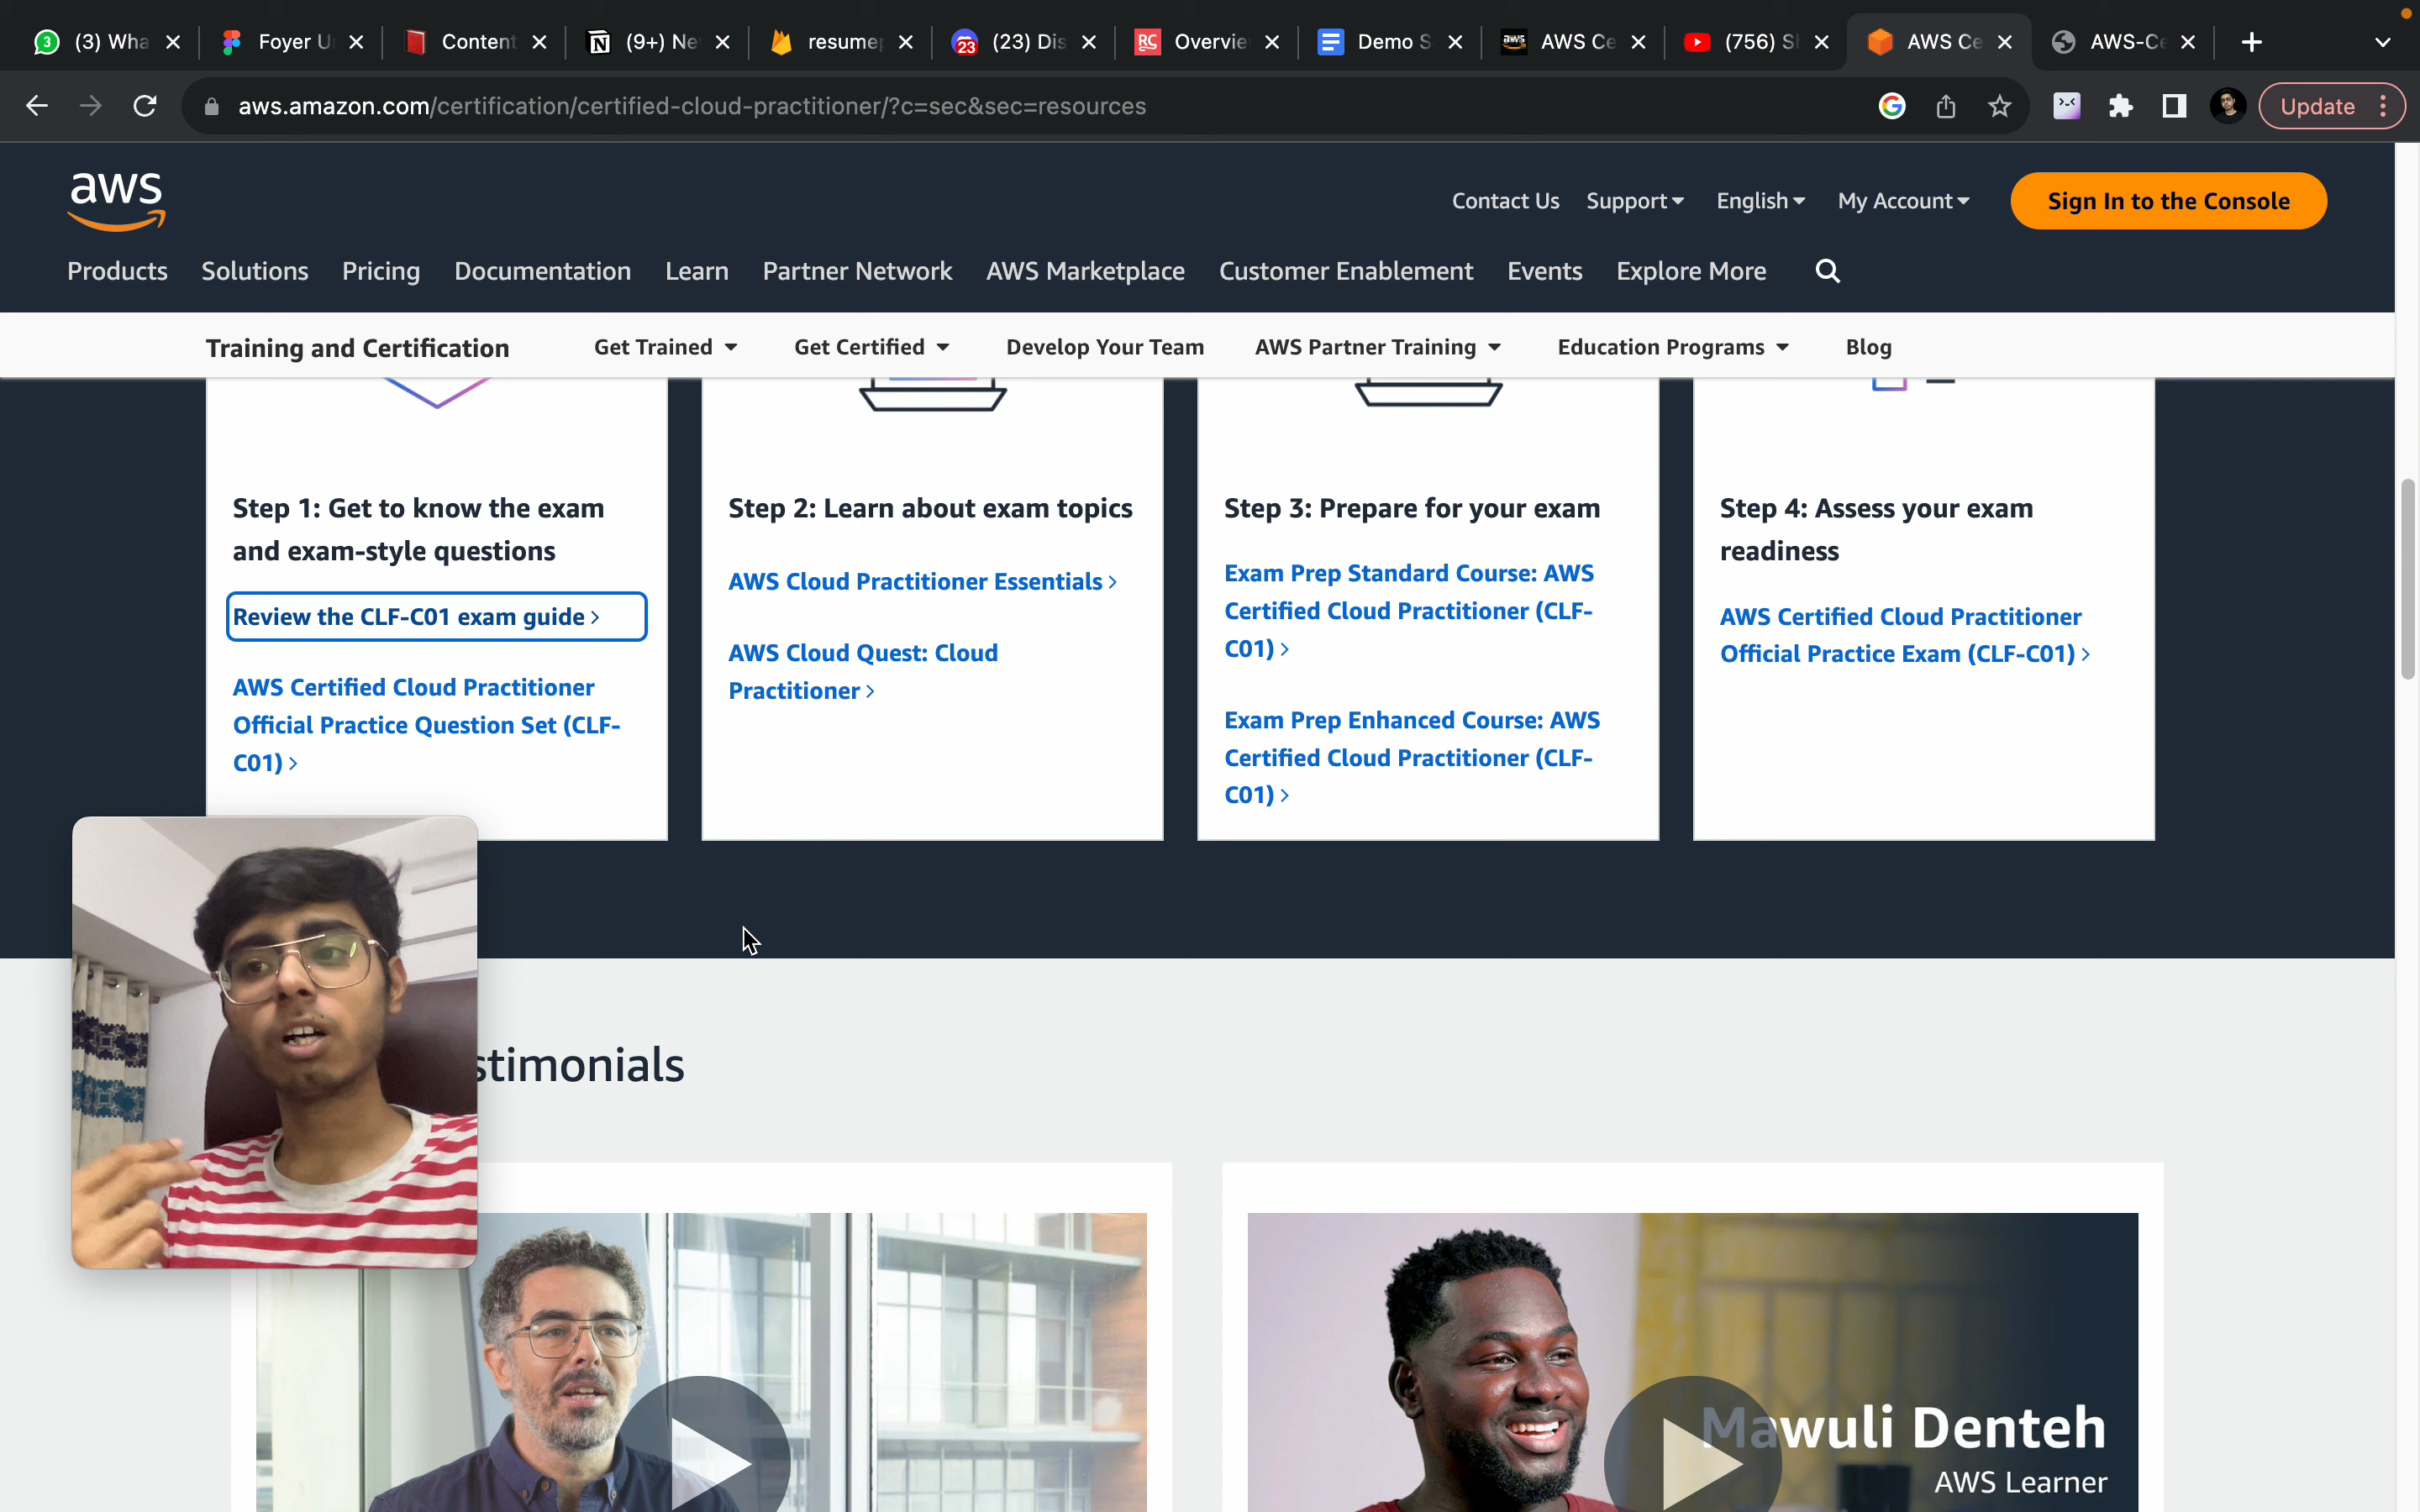 3 (3) Wha
Foyer U
Content
(9+) Ne
resume
23 (23) Dis
RC Overvie
Demo S
aws AWS Ce
(756) S
AWS Ce
AWS-Ce
aws.amazon.com/certification/certified-cloud-practitioner/?c=sec&sec=resources
Update
aws
Contact Us Support English My Account Sign In to the Console
Products Solutions Pricing Documentation Learn Partner Network AWS Marketplace Customer Enablement Events Explore More
Training and Certification Get Trained Get Certified Develop Your Team AWS Partner Training Education Programs Blog
Step 1: Get to know the exam
and exam-style questions
Review the CLF-C01 exam guide >
AWS Certified Cloud Practitioner
Official Practice Question Set (CLF-
C01) >
Step 2: Learn about exam topics
AWS Cloud Practitioner Essentials >
AWS Cloud Quest: Cloud
Practitioner >
Step 3: Prepare for your exam
Exam Prep Standard Course: AWS
Certified Cloud Practitioner (CLF-
C01) >
Exam Prep Enhanced Course: AWS
Certified Cloud Practitioner (CLF-
C01) >
Step 4: Assess your exam
readiness
AWS Certified Cloud Practitioner
Official Practice Exam (CLF-C01) >
stimonials
Mawuli Denteh
AWS Learner